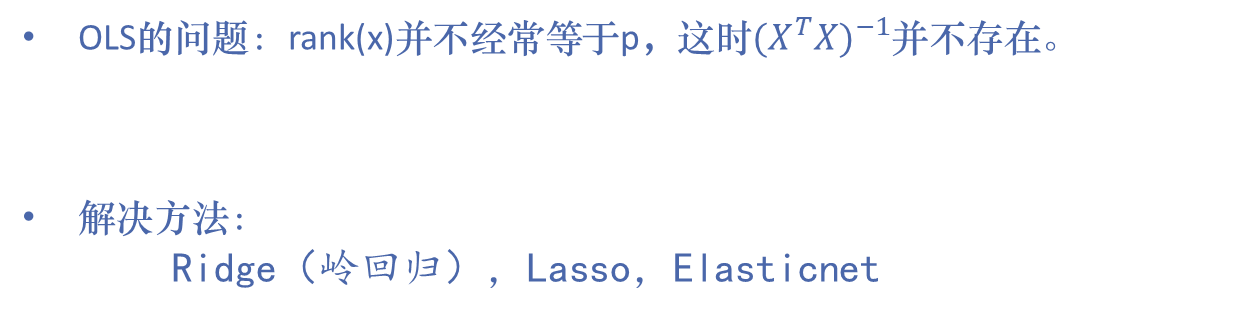 • OLS的问题：rank(x)并不经常等于p，这时$(X^TX)^{-1}$并不存在。
• 解决方法：
Ridge（岭回归）, Lasso, Elasticnet